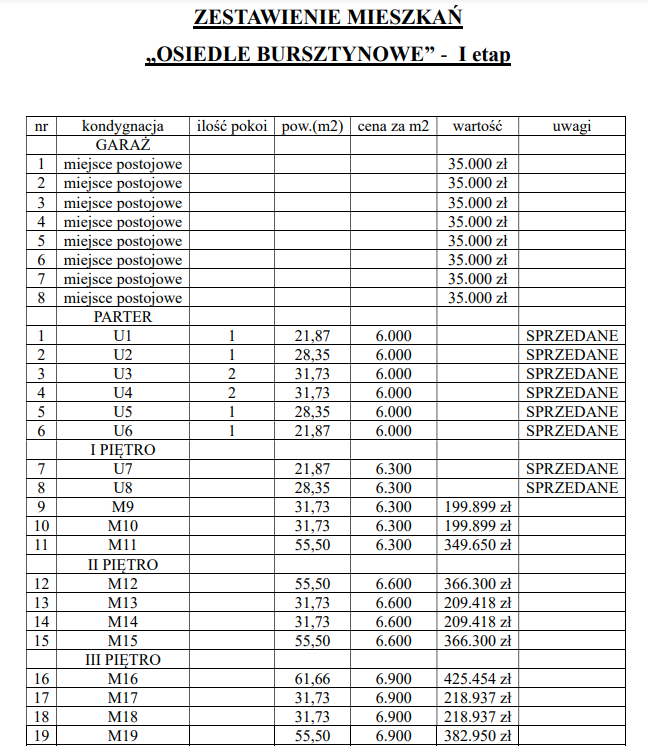 ZESTAWIENIE MIESZKAŃ
„OSIEDLE BURSZTYNOWE” - I etap
nr kondygnacja ilość pokoi pow.(m2) cena za m2 wartość uwagi
GARAŻ
1 miejsce postojowe 35.000 zł
2 miejsce postojowe 35.000 zł
3 miejsce postojowe 35.000 zł
4 miejsce postojowe 35.000 zł
5 miejsce postojowe 35.000 zł
6 miejsce postojowe 35.000 zł
7 miejsce postojowe 35.000 zł
8 miejsce postojowe 35.000 zł
PARTER
1 U1 1 21,87 6.000 SPRZEDANE
2 U2 1 28,35 6.000 SPRZEDANE
3 U3 2 31,73 6.000 SPRZEDANE
4 U4 2 31,73 6.000 SPRZEDANE
5 U5 1 28,35 6.000 SPRZEDANE
6 U6 1 21,87 6.000 SPRZEDANE
I PIĘTRO
7 U7 21,87 6.300 SPRZEDANE
8 U8 28,35 6.300 SPRZEDANE
9 M9 31,73 6.300 199.899 zł
10 M10 31,73 6.300 199.899 zł
11 M11 55,50 6.300 349.650 zł
II PIĘTRO
12 M12 55,50 6.600 366.300 zł
13 M13 31,73 6.600 209.418 zł
14 M14 31,73 6.600 209.418 zł
15 M15 55,50 6.600 366.300 zł
III PIĘTRO
16 M16 61,66 6.900 425.454 zł
17 M17 31,73 6.900 218.937 zł
18 M18 31,73 6.900 218.937 zł
19 M19 55,50 6.900 382.950 zł